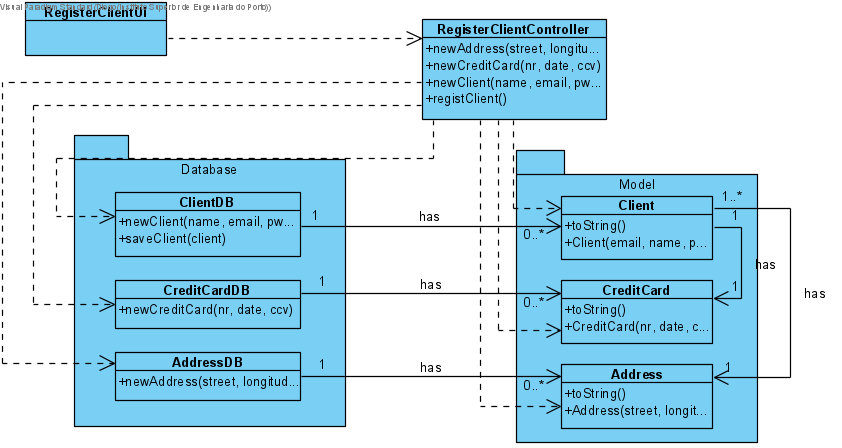 Visual Paradigm Standard (Diogo(Instituto Superior de Engenharia do Porto))
RegisterClientUI
RegisterClientController
+newAddress(street, longitu...
+newCreditCard(nr, date, ccv)
+newClient(name, email, pw...
+registClient()
Database
ClientDB
+newClient(name, email, pw...
+saveClient(client)
CreditCardDB
+newCreditCard(nr, date, ccv)
AddressDB
+newAddress(street, longitud...
1
has
0..*
1
has
0..*
1
has
0..*
Model
Client
+toString()
+Client(email, name, p...
CreditCard
+toString()
+CreditCard(nr, date, c...
Address
+toString()
+Address(street, longit...
1..*
1
has
1
has
1